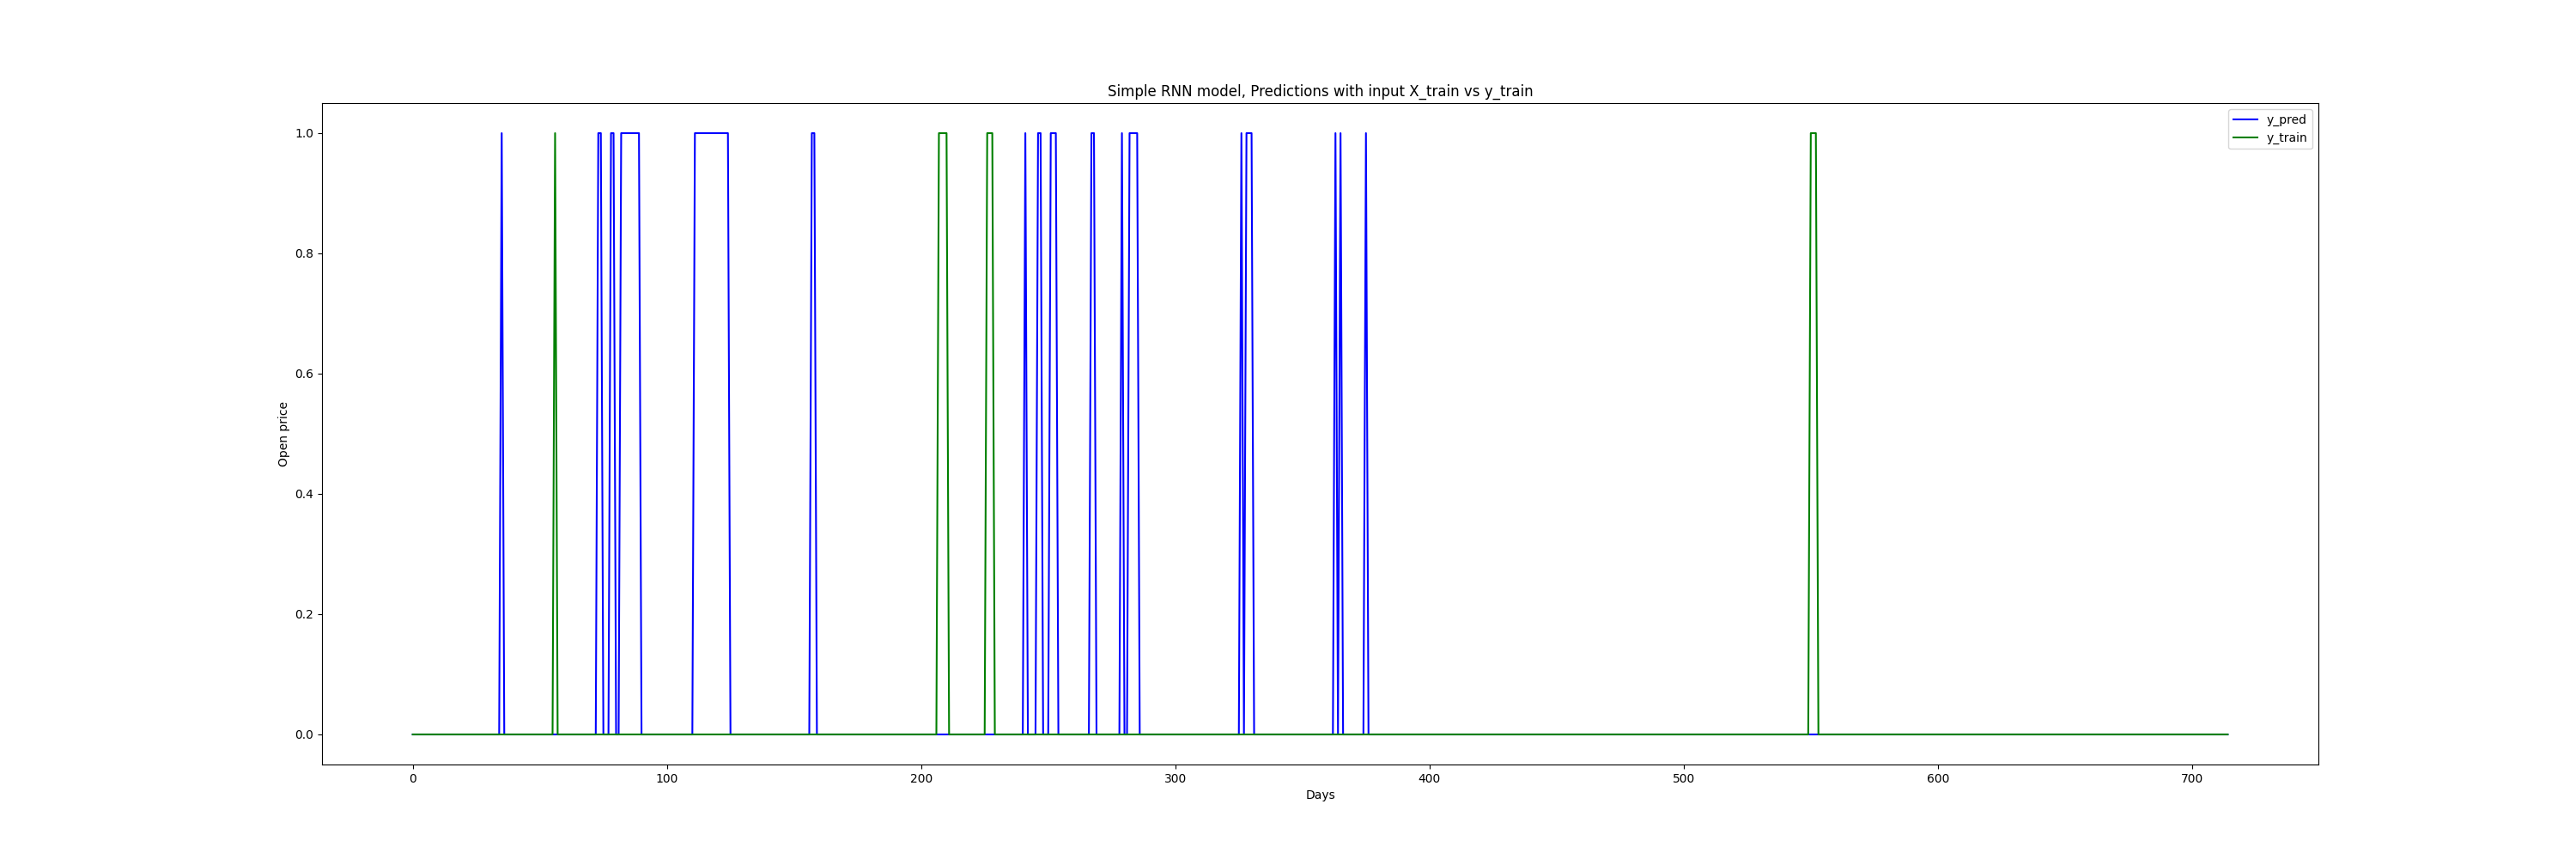 Simple RNN model, Predictions with input X_train vs y_train
y_pred
y_train
1.0
0.8
0.6
0.4
0.2
0.0
Open price
0 100 200 300 400 500 600 700
Days